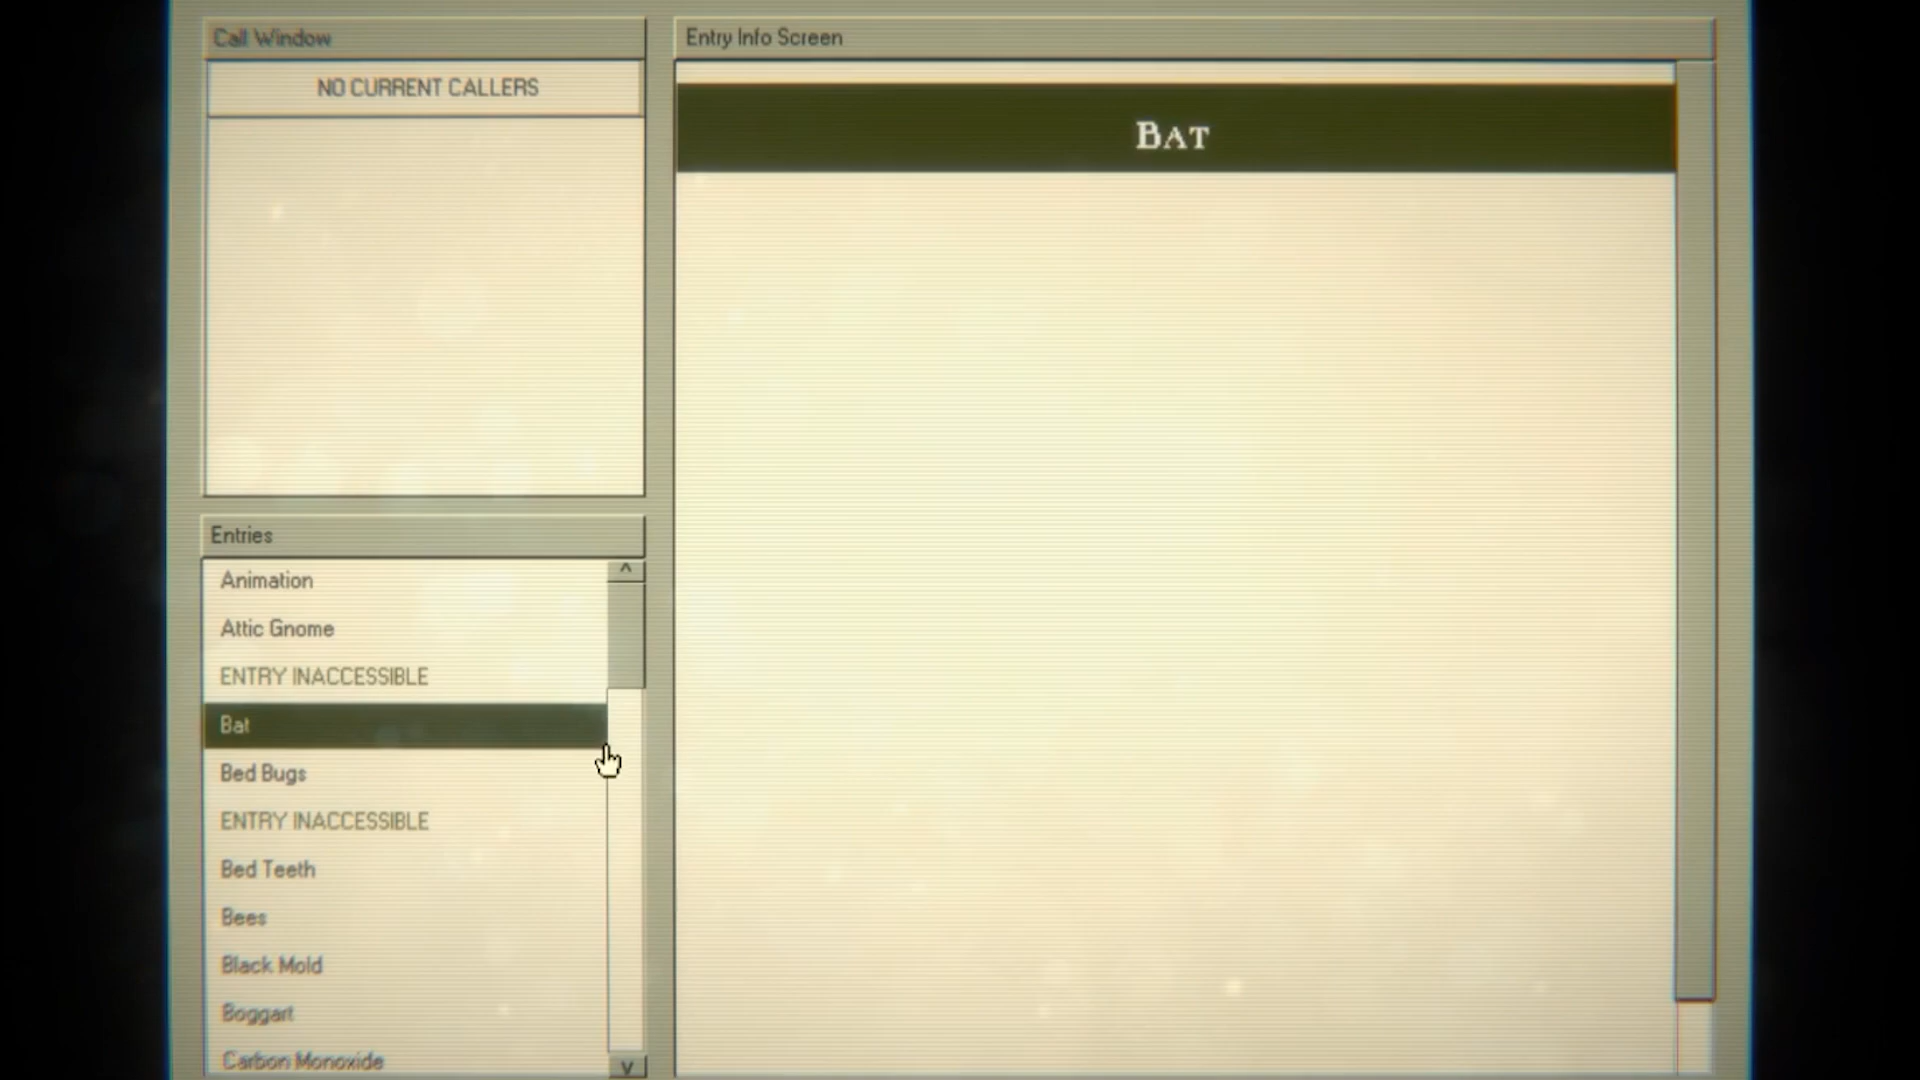 Call Window
NO CURRENT CALLERS
Entries
Animation
Attic Gnome
ENTRY INACCESSIBLE
Bat
Bed Bugs
ENTRY INACCESSIBLE
Bed Teeth
Bees
Black Mold
Boggart
Carbon Monoxide
Entry Info Screen
BAT